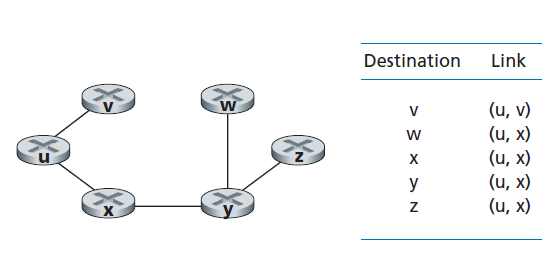 v
w
u
z
x
y
Destination Link
v (u, v)
w (u, x)
x (u, x)
y (u, x)
z (u, x)